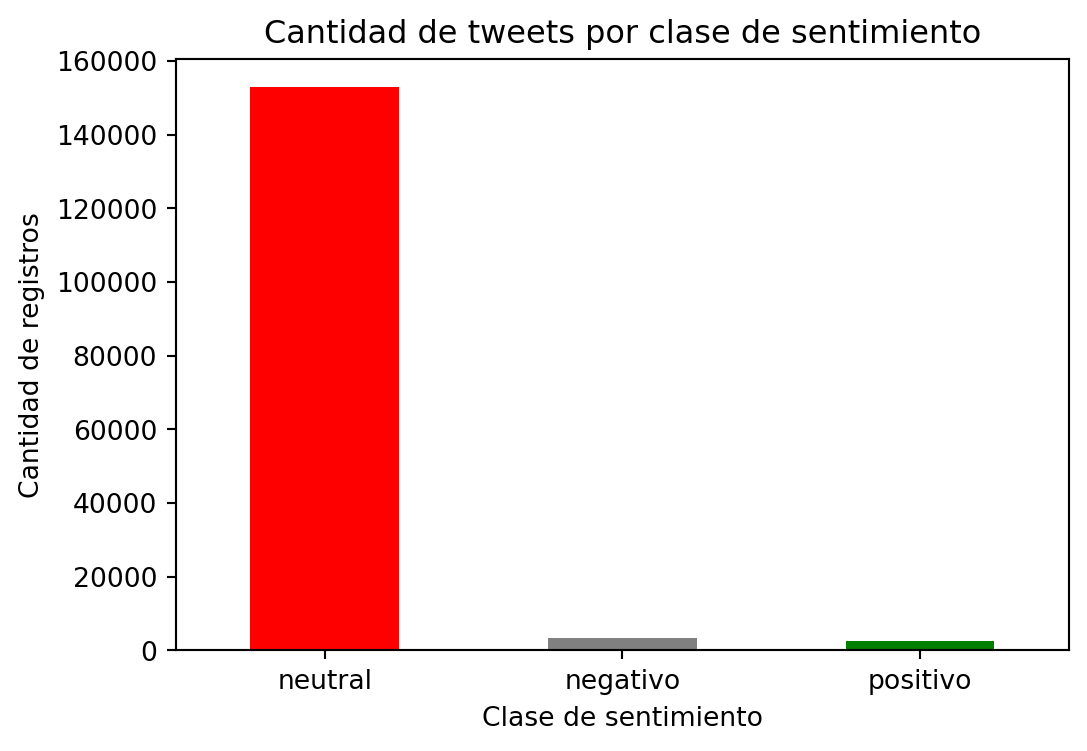 Cantidad de tweets por clase de sentimiento
160000
140000
120000
100000
80000
60000
40000
20000
0
Cantidad de registros
neutral negativo positivo
Clase de sentimiento